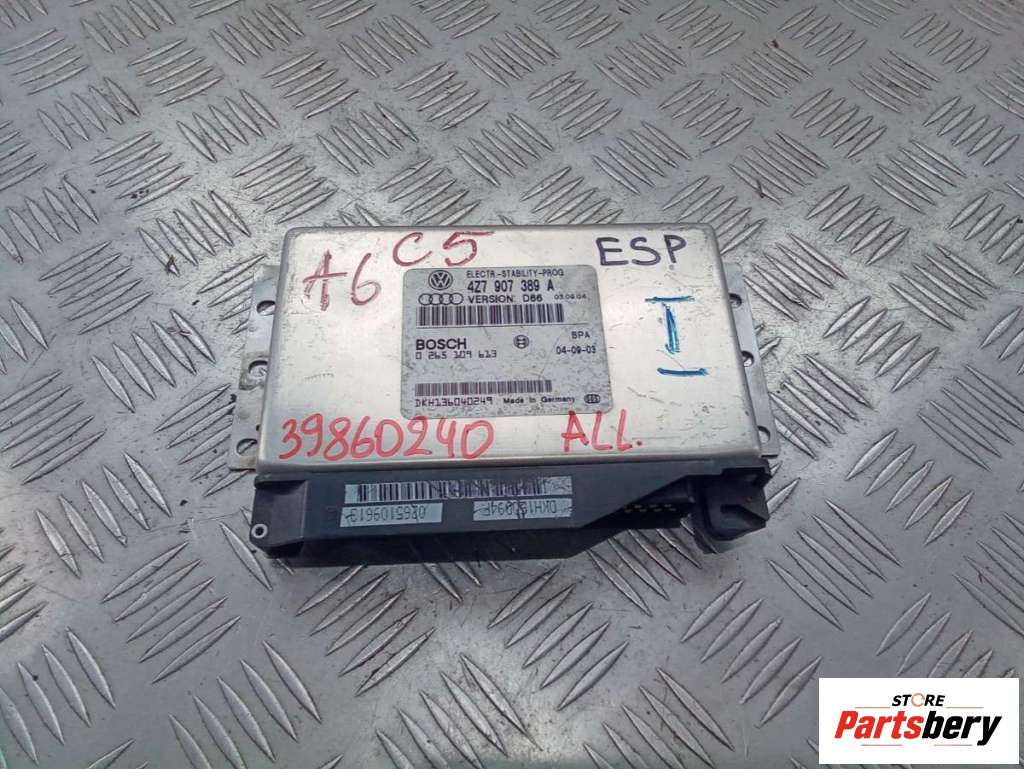 A6 C5 ESP
I
ELECTR-STABILITY-PROG
4Z7 907 389 A
VERSION: D66 03.09.04
BOSCH BPA
0 265 109 613 04-09-03
DKH136040249 Made in Germany
39860240 ALL.
0265109613
STORE
Partsbery